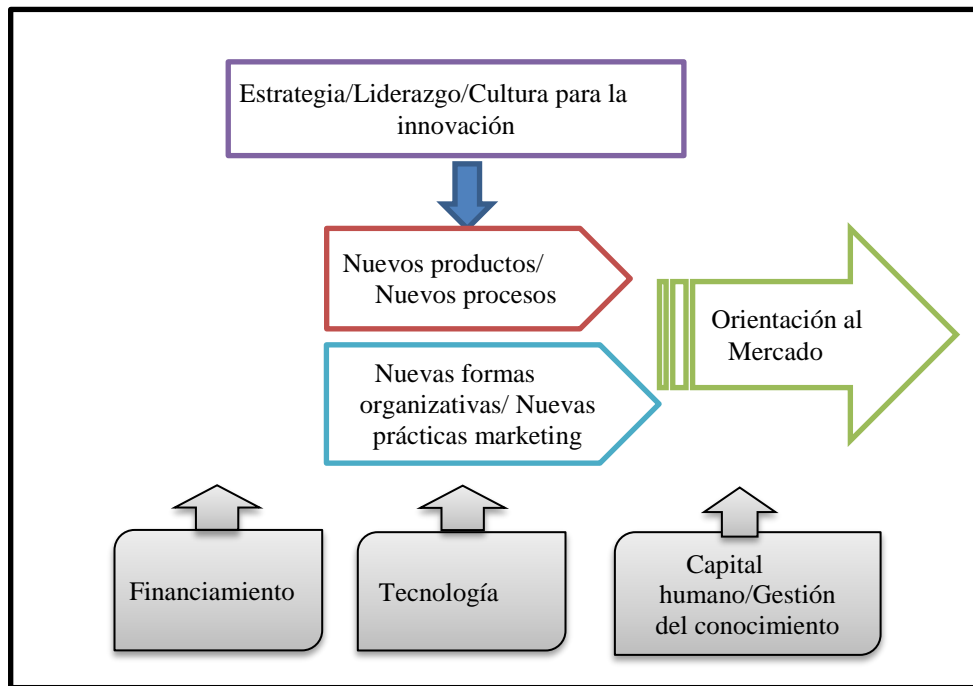 Estrategia/Liderazgo/Cultura para la
innovación
Nuevos productos/
Nuevos procesos
Nuevas formas
organizativas/ Nuevas
prácticas marketing
Orientación al
Mercado
Financiamiento
Tecnología
Capital
humano/Gestión
del conocimiento